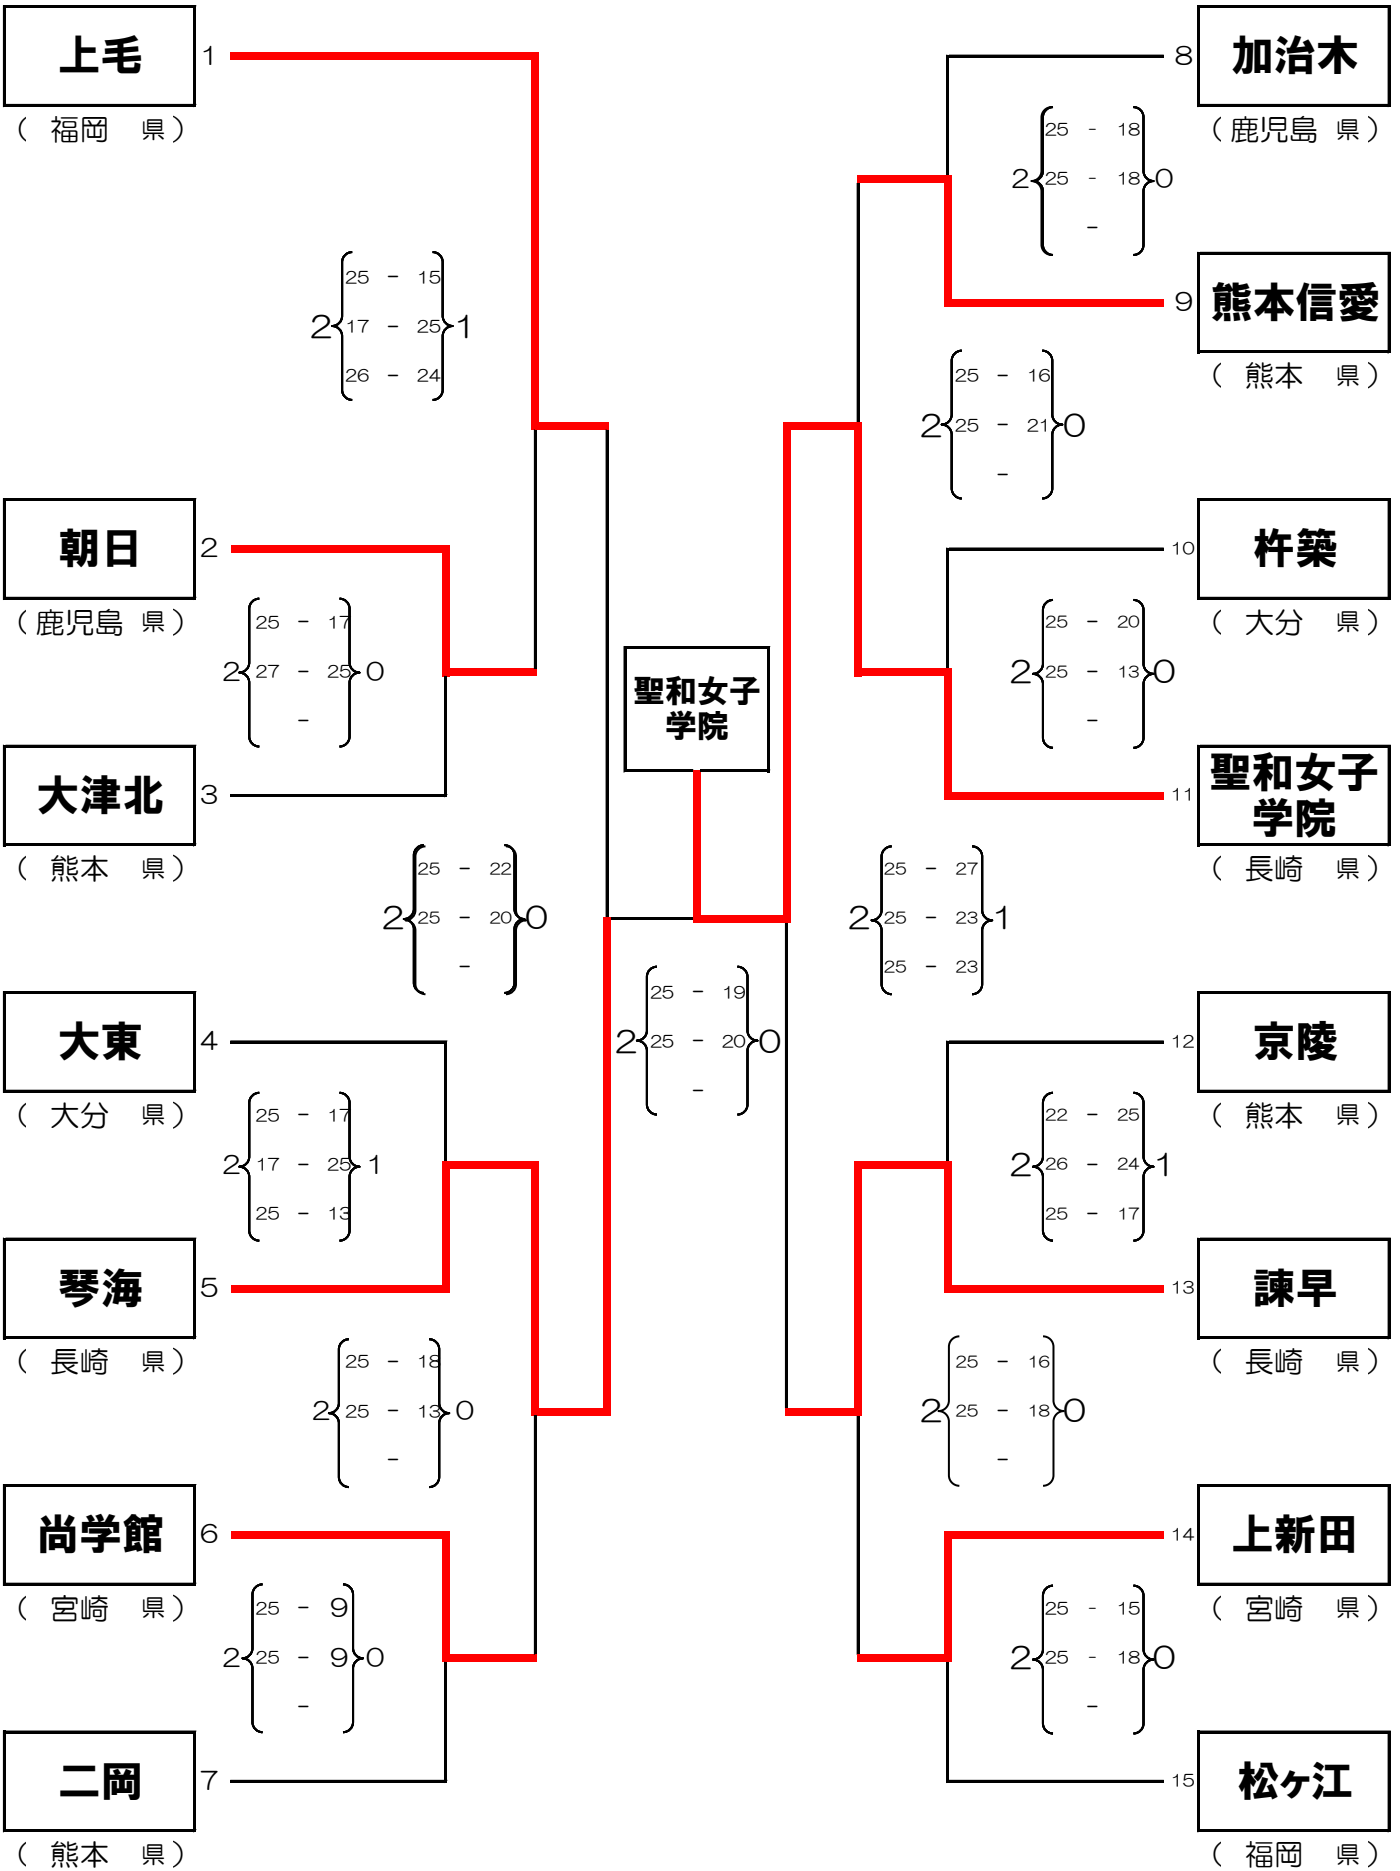 上毛 1
( 福岡 県 )
25 - 15
2 17 - 25 1
26 - 24
朝日 2
( 鹿児島 県 )
25 - 17
2 27 - 25 0
-
大津北 3
( 熊本 県 )
25 - 22
2 25 - 20 0
-
大東 4
( 大分 県 )
25 - 17
2 17 - 25 1
25 - 13
琴海 5
( 長崎 県 )
25 - 18
2 25 - 13 0
-
尚学館 6
( 宮崎 県 )
25 - 9
2 25 - 9 0
-
二岡 7
( 熊本 県 )
聖和女子
学院
25 - 19
2 25 - 20 0
-
8 加治木
( 鹿児島 県 )
25 - 18
2 25 - 18 0
-
9 熊本信愛
( 熊本 県 )
25 - 16
2 25 - 21 0
-
10 杵築
( 大分 県 )
25 - 20
2 25 - 13 0
-
11 聖和女子
学院
( 長崎 県 )
25 - 27
2 25 - 23 1
25 - 23
12 京陵
( 熊本 県 )
22 - 25
2 26 - 24 1
25 - 17
13 諫早
( 長崎 県 )
25 - 16
2 25 - 18 0
-
14 上新田
( 宮崎 県 )
25 - 15
2 25 - 18 0
-
15 松ヶ江
( 福岡 県 )